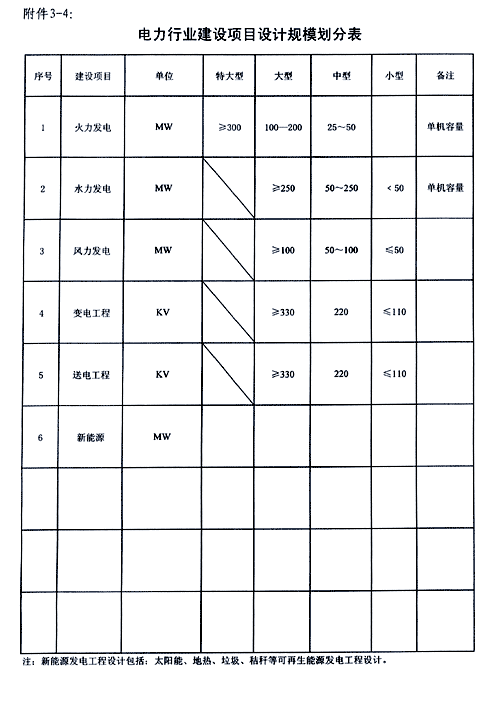 附件3-4:
电力行业建设项目设计规模划分表
序号 建设项目 单位 特大型 大型 中型 小型 备注
1 火力发电 MW ≥300 100—200 25～50 单机容量
2 水力发电 MW ≥250 50～250 <50 单机容量
3 风力发电 MW ≥100 50～100 ≤50
4 变电工程 KV ≥330 220 ≤110
5 送电工程 KV ≥330 220 ≤110
6 新能源 MW
注: 新能源发电工程设计包括: 太阳能、地热、垃圾、秸秆等可再生能源发电工程设计。